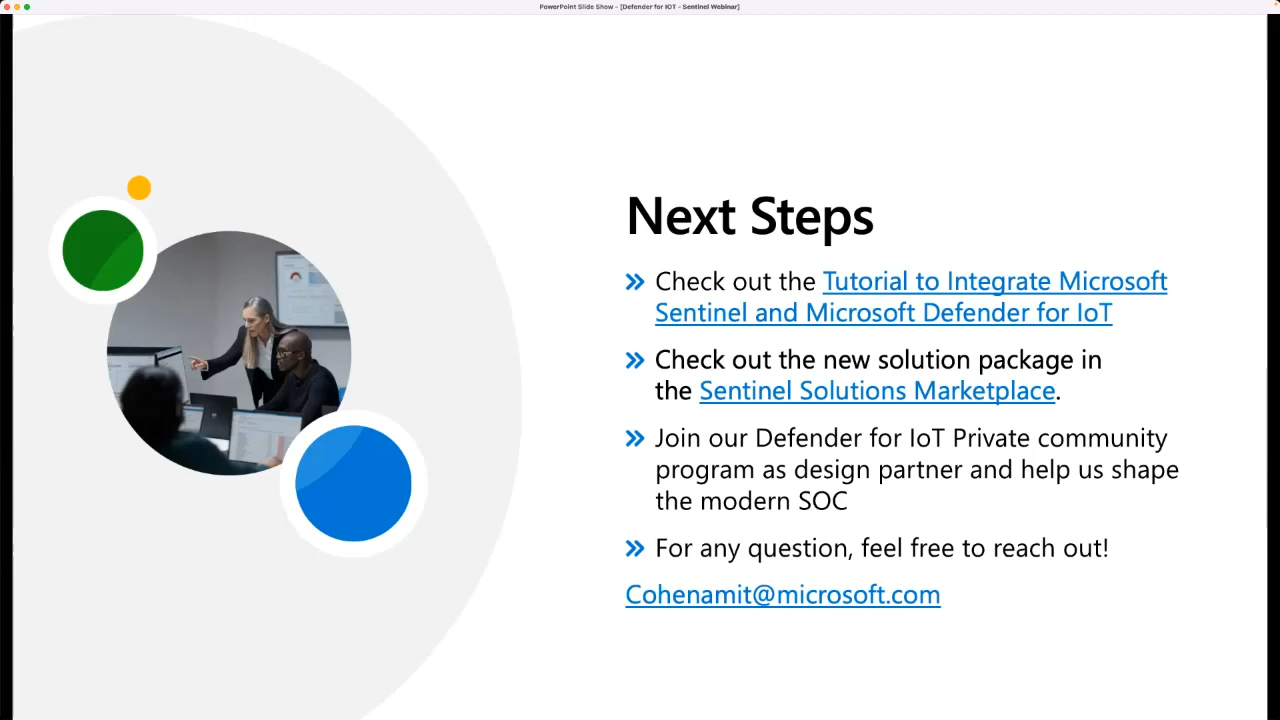 PowerPoint Slide Show - [Defender for IOT - Sentinel Webinar]
Next Steps
Check out the Tutorial to Integrate Microsoft
Sentinel and Microsoft Defender for IoT
Check out the new solution package in
the Sentinel Solutions Marketplace.
Join our Defender for IoT Private community
program as design partner and help us shape
the modern SOC
For any question, feel free to reach out!
Cohenamit@microsoft.com